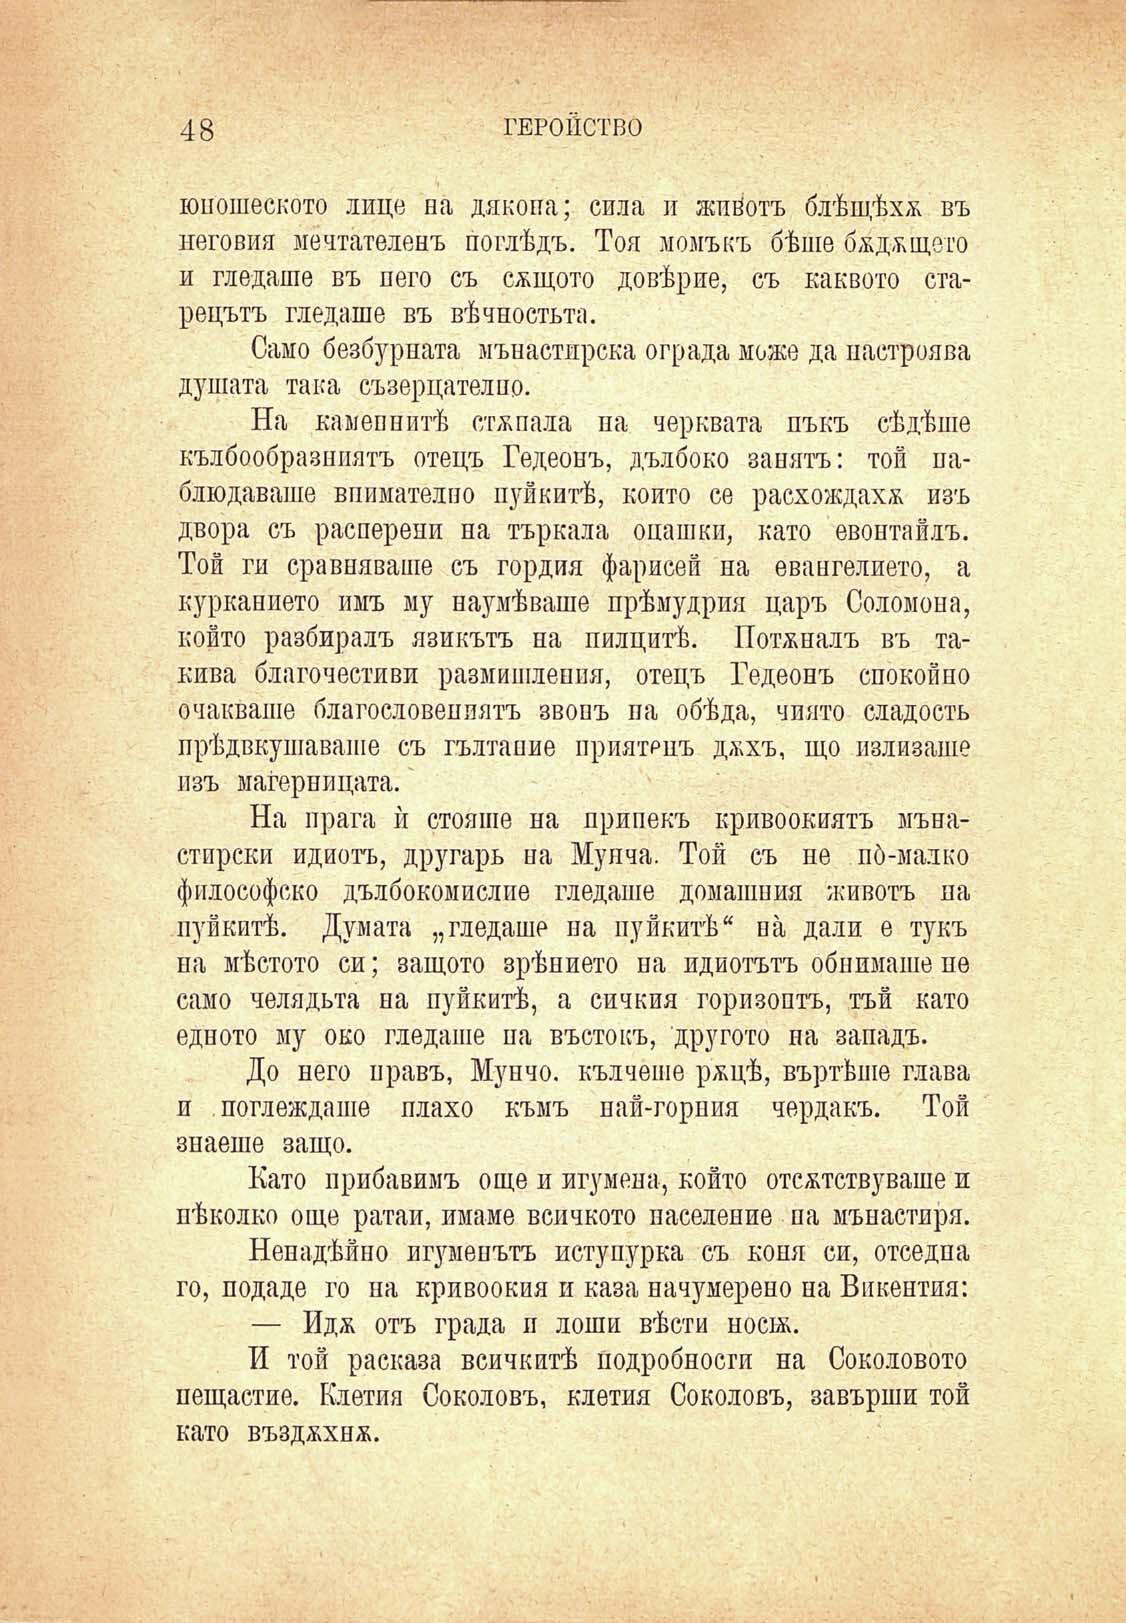 48 ГЕРОЙСТВО
юношеското лице на дякона; сила и животъ блѣщѣхѫ въ
неговия мечтателенъ поглѣдъ. Тоя момъкъ бѣше бѫдѫщего
и гледаше въ него съ сѫщото довѣрие, съ каквото ста-
рецътъ гледаше въ вѣчностьта.
Само безбурната мънастирска ограда може да настроява
душата така съзерцателно.
На каменнитѣ стѫпала на черквата пъкъ сѣдѣше
кълбообразниятъ отецъ Гедеонъ, дълбоко занятъ: той на-
блюдаваше внимателно пуйкитѣ, които се расхождахѫ изъ
двора съ расперени на търкала опашки, като евонтайлъ.
Той ги сравняваше съ гордия фарисей на евангелието, а
курканието имъ му наумѣваше прѣмудрия царъ Соломона,
който разбиралъ язикътъ на пилцитѣ. Потѫналъ въ та-
кива благочестиви размишления, отецъ Гедеонъ спокойно
очакваше благословениятъ звонъ на обѣда, чиято сладость
прѣдвкушаваше съ гълтание приятенъ дѫхъ, що излизаше
изъ магерницата.
На прага ѝ стояше на припекъ кривоокиятъ мъна-
стирски идиотъ, другарь на Мунча. Той съ не по̀-малко
философско дълбокомислие гледаше домашния животъ на
пуйкитѣ. Думата „гледаше на пуйкитѣ“ на̀ дали е тукъ
на мѣстото си; защото зрѣнието на идиотътъ обнимаше не
само челядьта на пуйкитѣ, а сичкия горизонтъ, тъй като
едното му око гледаше на въстокъ, другото на западъ.
До него правъ, Мунчо. кълчеше рѫцѣ, въртѣше глава
и поглеждаше плахо къмъ най-горния чердакъ. Той
знаеше защо.
Като прибавимъ още и игумена, който отсѫтствуваше и
нѣколко още ратаи, имаме всичкото население на мънастиря.
Ненадѣйно игуменътъ иступурка съ коня си, отседна
го, подаде го на кривоокия и каза начумерено на Викентия:
— Идѫ отъ града и лоши вѣсти носѭ.
И той расказа всичкитѣ подробности на Соколовото
нещастие. Клетия Соколовъ, клетия Соколовъ, завърши той
като въздѫхнѫ.